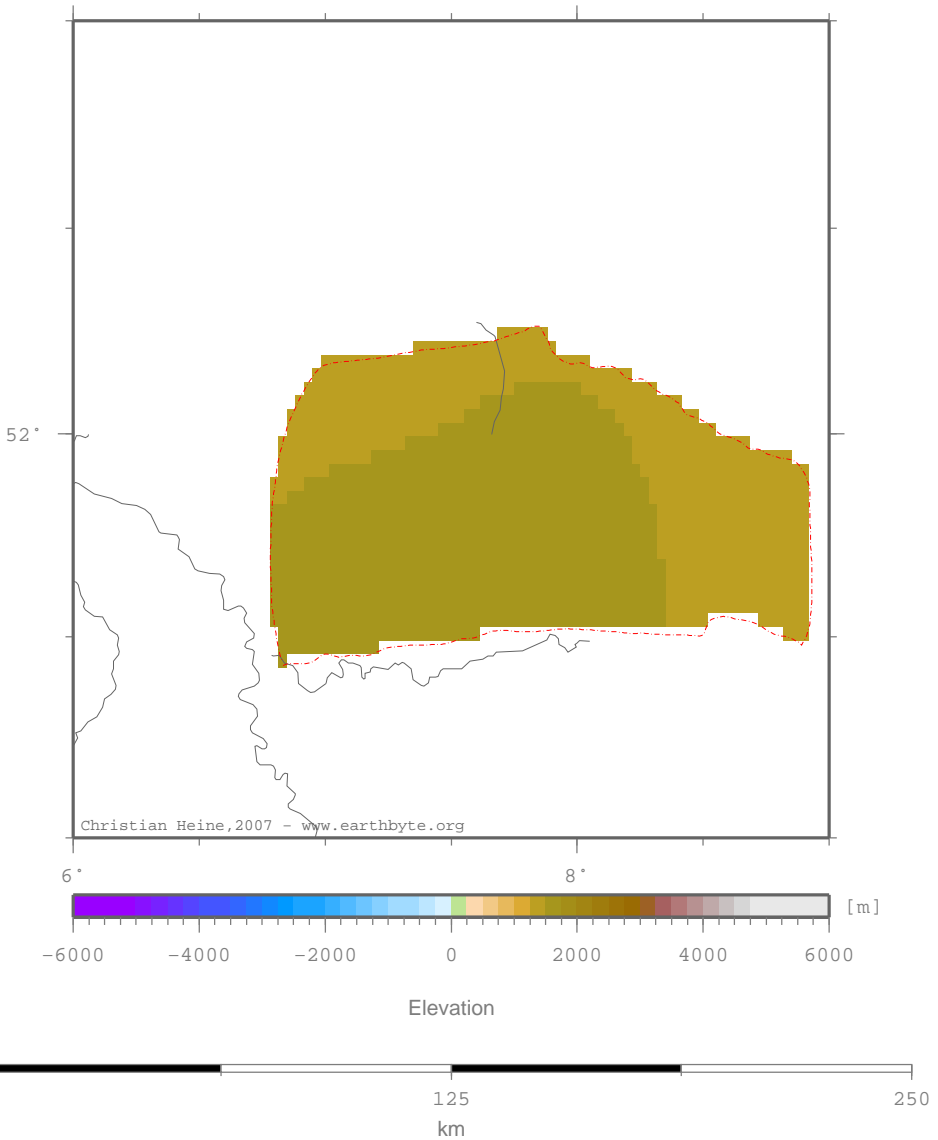 52°
Christian Heine,2007 - www.earthbyte.org
6° 8°
[m]
-6000 -4000 -2000 0 2000 4000 6000
Elevation
125 250
km